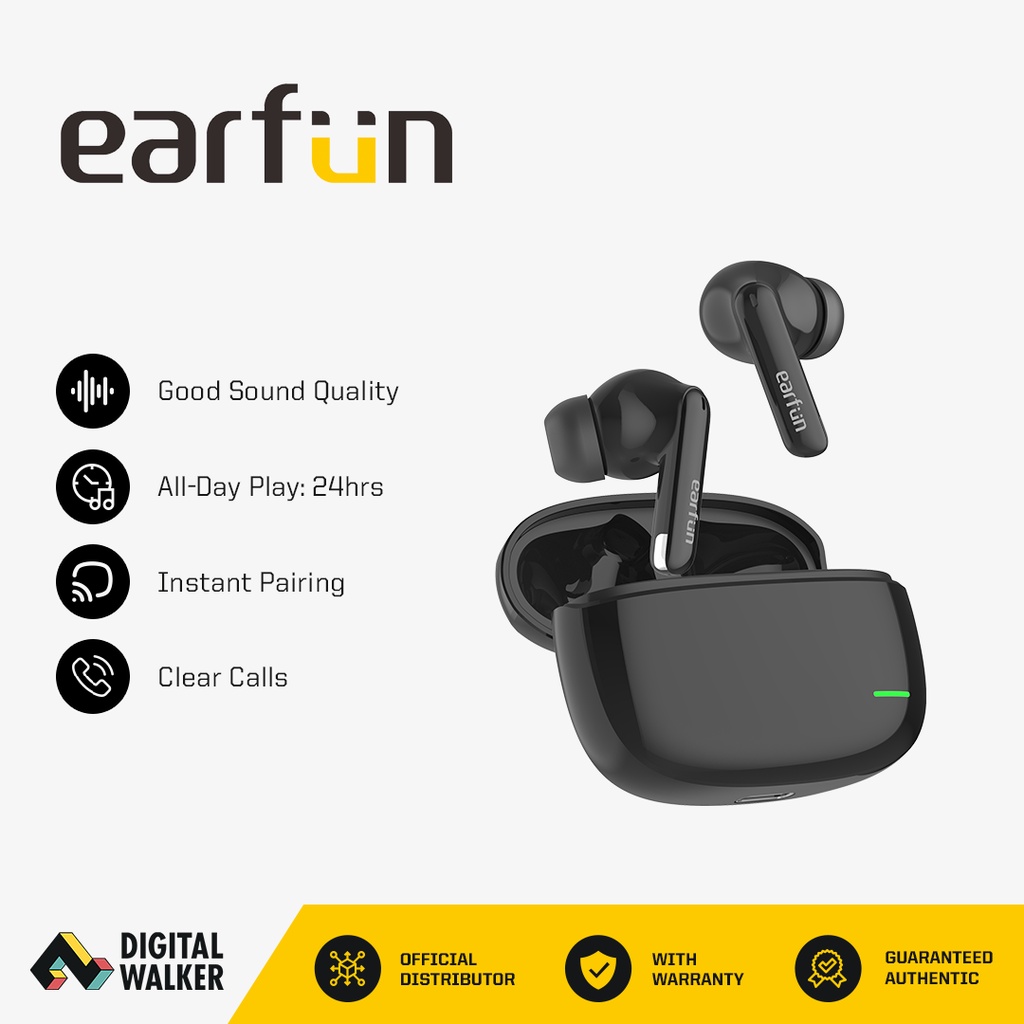 earfun
Good Sound Quality
All-Day Play: 24hrs
Instant Pairing
Clear Calls
earfun
earfun
DIGITAL
WALKER
OFFICIAL
DISTRIBUTOR
WITH
WARRANTY
GUARANTEED
AUTHENTIC